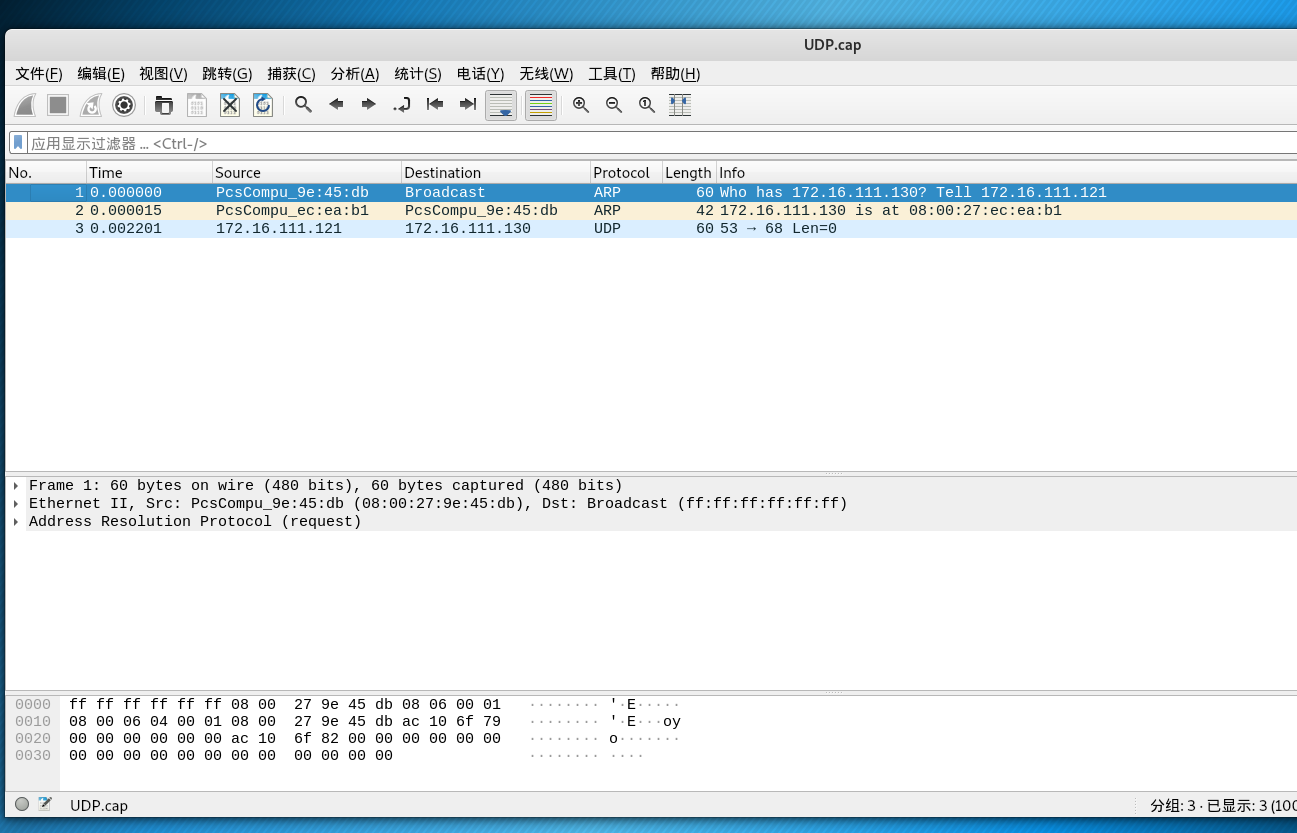 UDP.cap
文件(F) 编辑(E) 视图(V) 跳转(G) 捕获(C) 分析(A) 统计(S) 电话(Y) 无线(W) 工具(T) 帮助(H)
应用显示过滤器 ... <Ctrl-/>
No. Time Source Destination Protocol Length Info
1 0.000000 PcsCompu_9e:45:db Broadcast ARP 60 Who has 172.16.111.130? Tell 172.16.111.121
2 0.000015 PcsCompu_ec:ea:b1 PcsCompu_9e:45:db ARP 42 172.16.111.130 is at 08:00:27:ec:ea:b1
3 0.002201 172.16.111.121 172.16.111.130 UDP 60 53 → 68 Len=0
Frame 1: 60 bytes on wire (480 bits), 60 bytes captured (480 bits)
Ethernet II, Src: PcsCompu_9e:45:db (08:00:27:9e:45:db), Dst: Broadcast (ff:ff:ff:ff:ff:ff)
Address Resolution Protocol (request)
0000 ff ff ff ff ff ff 08 00 27 9e 45 db 08 06 00 01 ········ '·E·····
0010 08 00 06 04 00 01 08 00 27 9e 45 db ac 10 6f 79 ········ '·E···oy
0020 00 00 00 00 00 00 ac 10 6f 82 00 00 00 00 00 00 ········ o·······
0030 00 00 00 00 00 00 00 00 00 00 00 00 ········ ····
UDP.cap 分组: 3 · 已显示: 3 (100